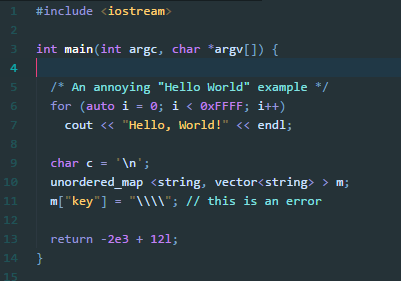 1 #include <iostream>
2
3 int main(int argc, char *argv[]) {
4
5 /* An annoying "Hello World" example */
6 for (auto i = 0; i < 0xFFFF; i++)
7 cout << "Hello, World!" << endl;
8
9 char c = '\n';
10 unordered_map <string, vector<string> > m;
11 m["key"] = "\\\\"; // this is an error
12
13 return -2e3 + 12l;
14 }
15